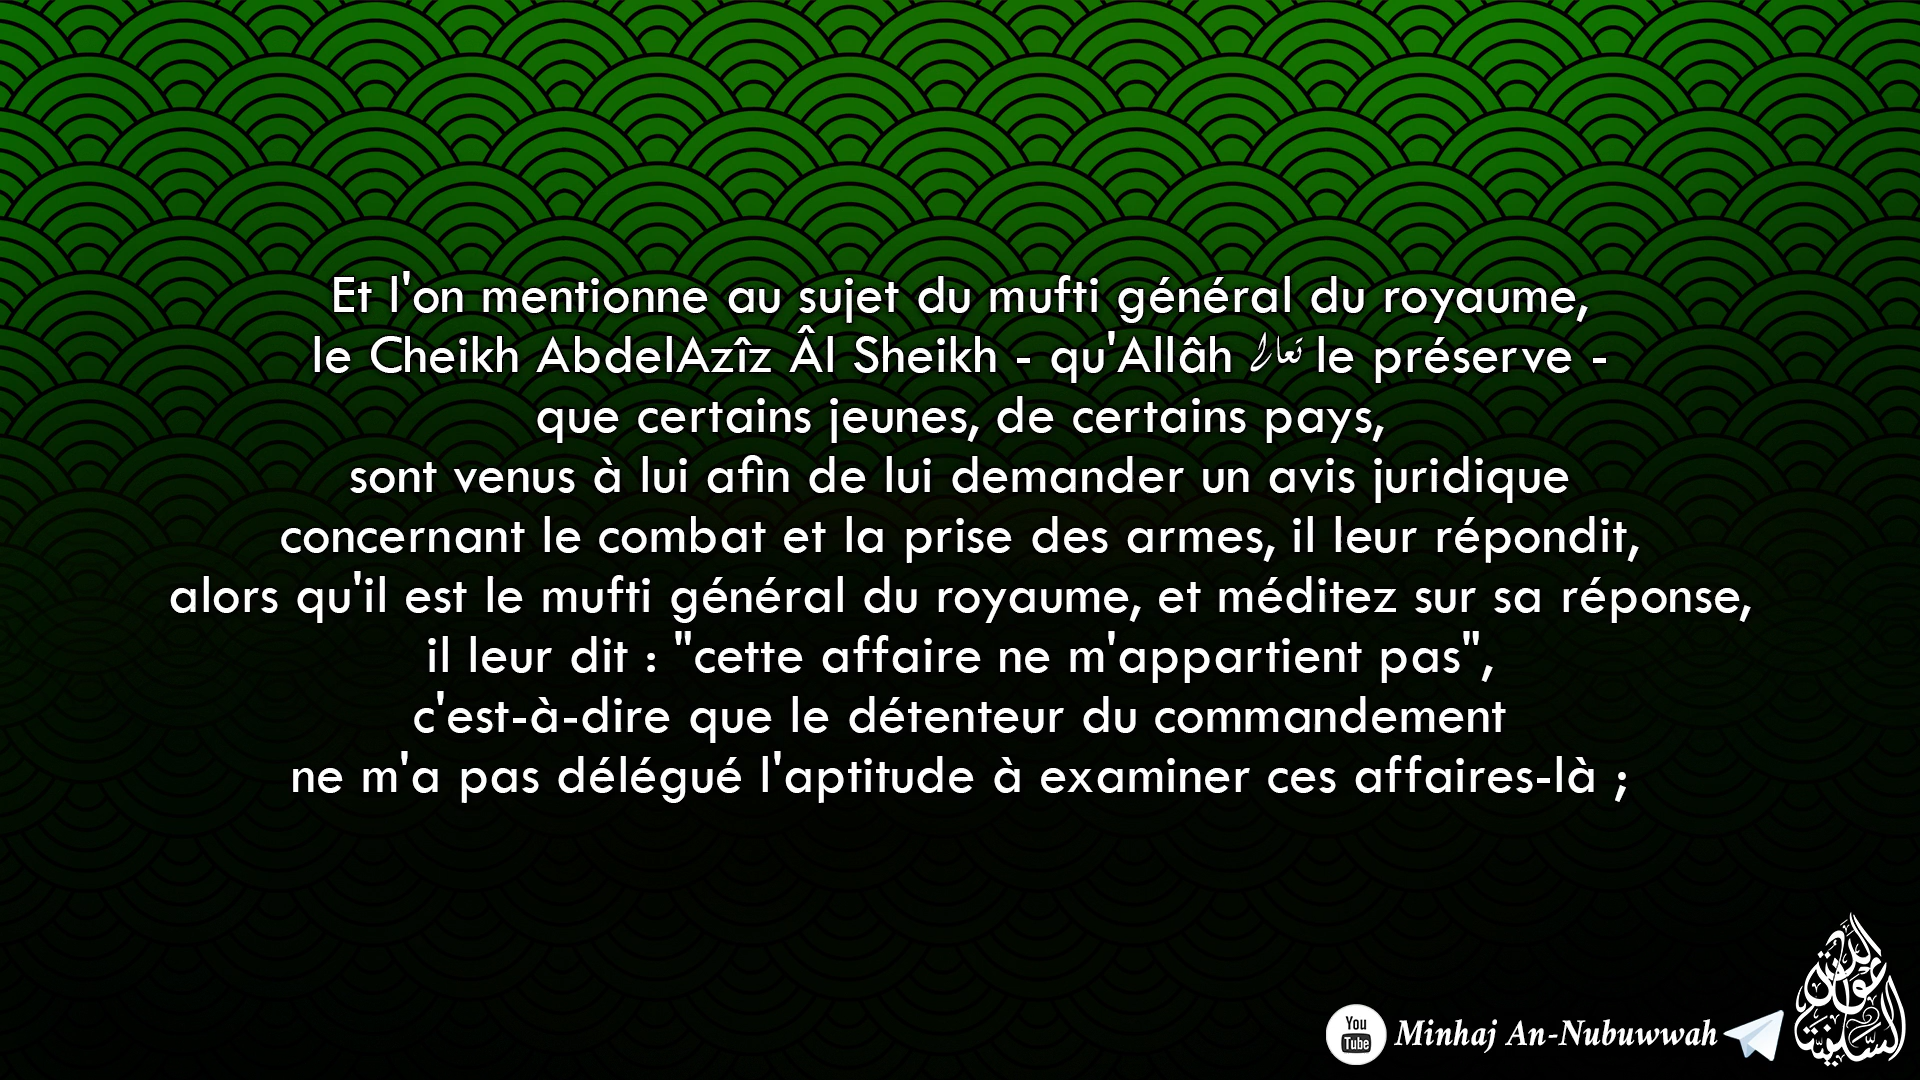 Et l'on mentionne au sujet du mufti général du royaume,
le Cheikh AbdelAzîz Âl Sheikh - qu'Allâh تعالى le préserve -
que certains jeunes, de certains pays,
sont venus à lui afin de lui demander un avis juridique
concernant le combat et la prise des armes, il leur répondit,
alors qu'il est le mufti général du royaume, et méditez sur sa réponse,
il leur dit : "cette affaire ne m'appartient pas",
c'est-à-dire que le détenteur du commandement
ne m'a pas délégué l'aptitude à examiner ces affaires-là ;
You Tube Minhaj An-Nubuwwah